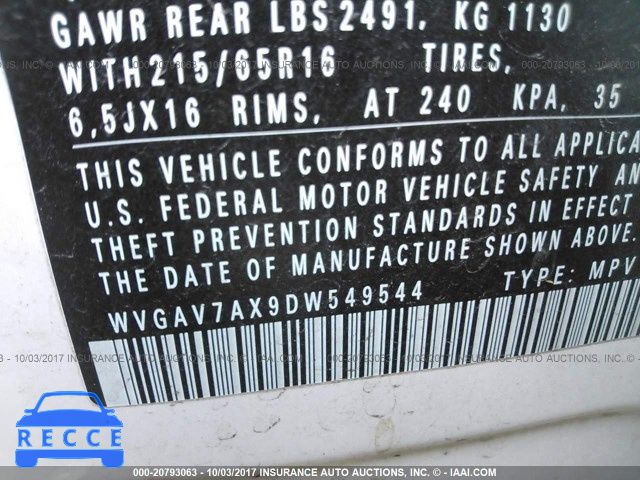 GAWR REAR LBS 2491. KG 1130
WITH 215/65R16 TIRES,
6,5JX16 RIMS, AT 240 KPA, 35
THIS VEHICLE CONFORMS TO ALL APPLICA
U.S. FEDERAL MOTOR VEHICLE SAFETY AN
THEFT PREVENTION STANDARDS IN EFFECT
THE DATE OF MANUFACTURE SHOWN ABOVE.
WVGAV7AX9DW549544 TYPE: MPV
RECCE
000-20793063 - 10/03/2017 INSURANCE AUTO AUCTIONS - © - IAAI.COM